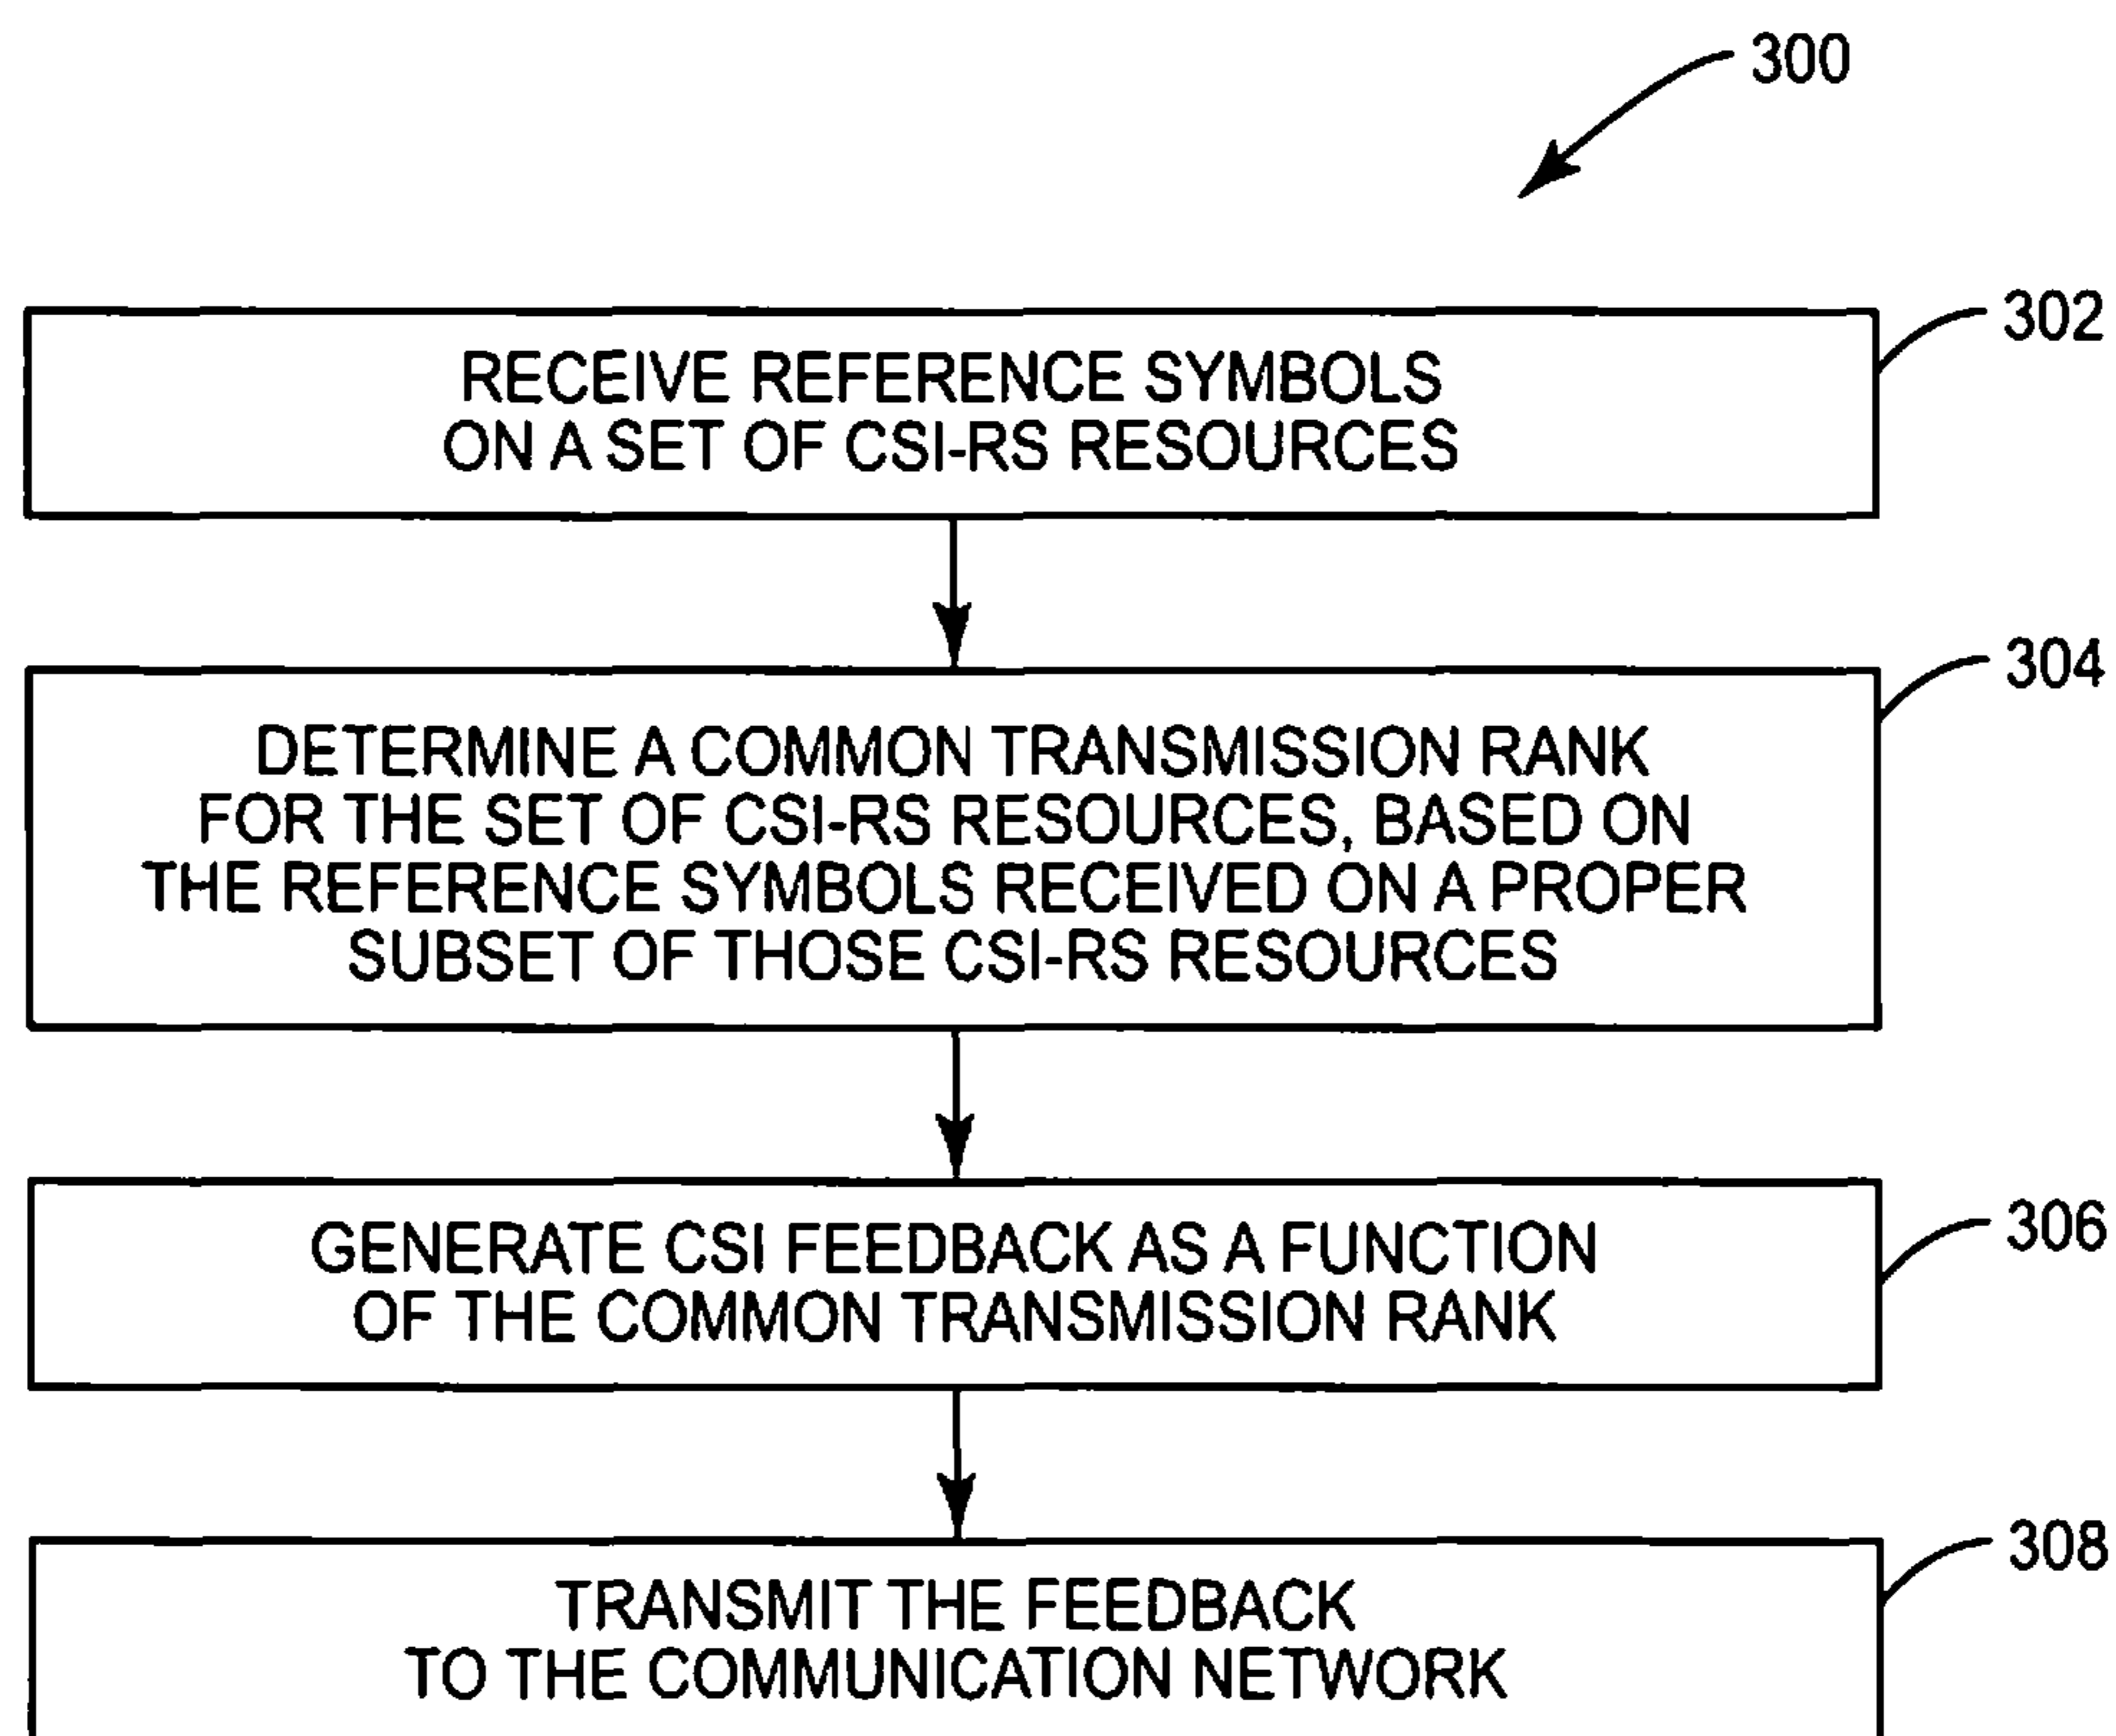 300
302
RECEIVE REFERENCE SYMBOLS
ON A SET OF CSI-RS RESOURCES
304
DETERMINE A COMMON TRANSMISSION RANK
FOR THE SET OF CSI-RS RESOURCES, BASED ON
THE REFERENCE SYMBOLS RECEIVED ON A PROPER
SUBSET OF THOSE CSI-RS RESOURCES
306
GENERATE CSI FEEDBACK AS A FUNCTION
OF THE COMMON TRANSMISSION RANK
308
TRANSMIT THE FEEDBACK
TO THE COMMUNICATION NETWORK